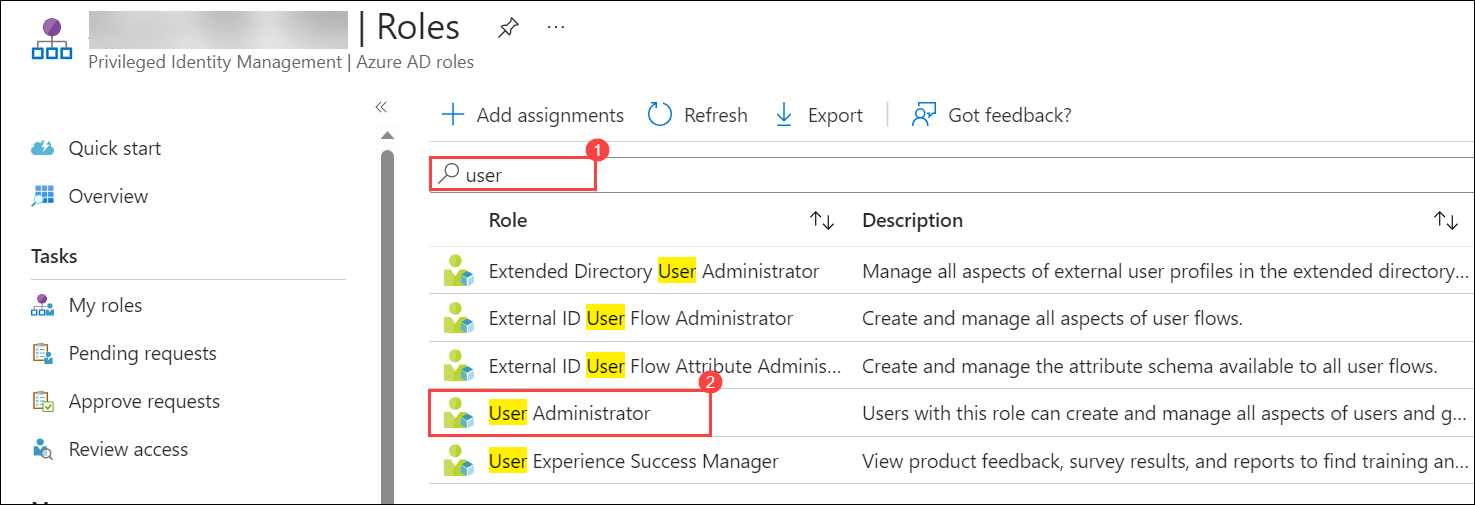 | Roles
...
Privileged Identity Management | Azure AD roles
«
Quick start
Overview
Tasks
My roles
Pending requests
Approve requests
Review access
+ Add assignments Refresh Export | Got feedback?
1
user
Role ↑↓ Description ↑↓
Extended Directory User Administrator Manage all aspects of external user profiles in the extended directory...
External ID User Flow Administrator Create and manage all aspects of user flows.
External ID User Flow Attribute Adminis... Create and manage the attribute schema available to all user flows.
2
User Administrator Users with this role can create and manage all aspects of users and g...
User Experience Success Manager View product feedback, survey results, and reports to find training an...